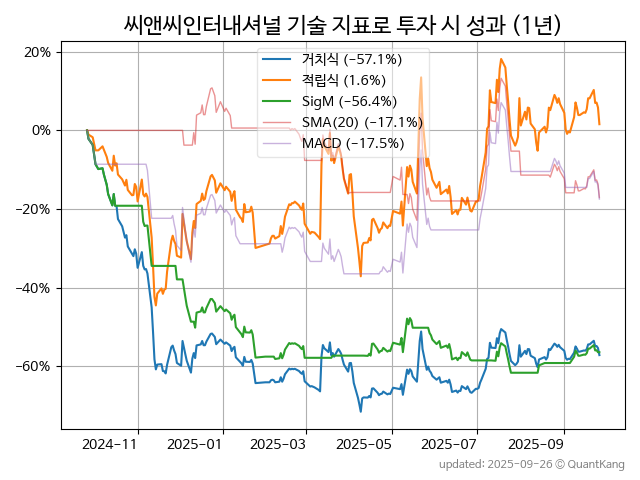 씨앤씨인터내셔널 기술 지표로 투자 시 성과 (1년)
20%
0%
−20%
−40%
−60%
거치식 (−57.1%)
적립식 (1.6%)
SigM (−56.4%)
SMA(20) (−17.1%)
MACD (−17.5%)
2024-11 2025-01 2025-03 2025-05 2025-07 2025-09
updated: 2025-09-26 © QuantKang